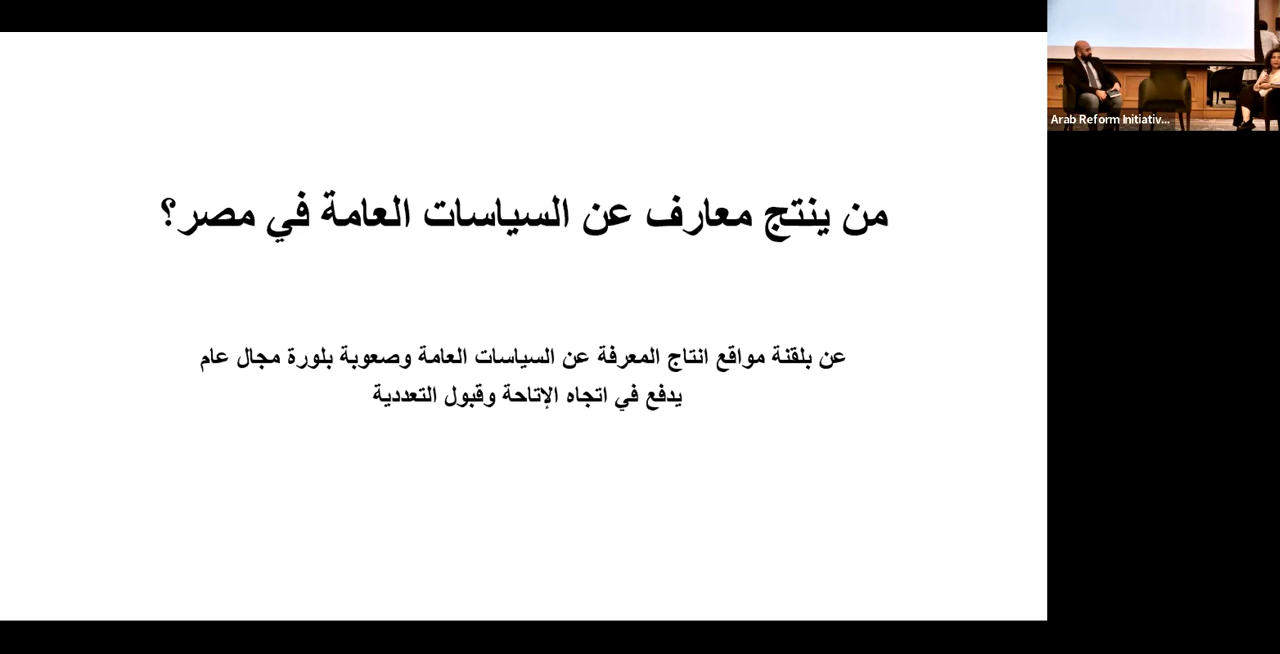 من ينتج معارف عن السياسات العامة في مصر؟
عن بلقنة مواقع انتاج المعرفة عن السياسات العامة وصعوبة بلورة مجال عام
يدفع في اتجاه الإتاحة وقبول التعددية
Arab Reform Initiativ...